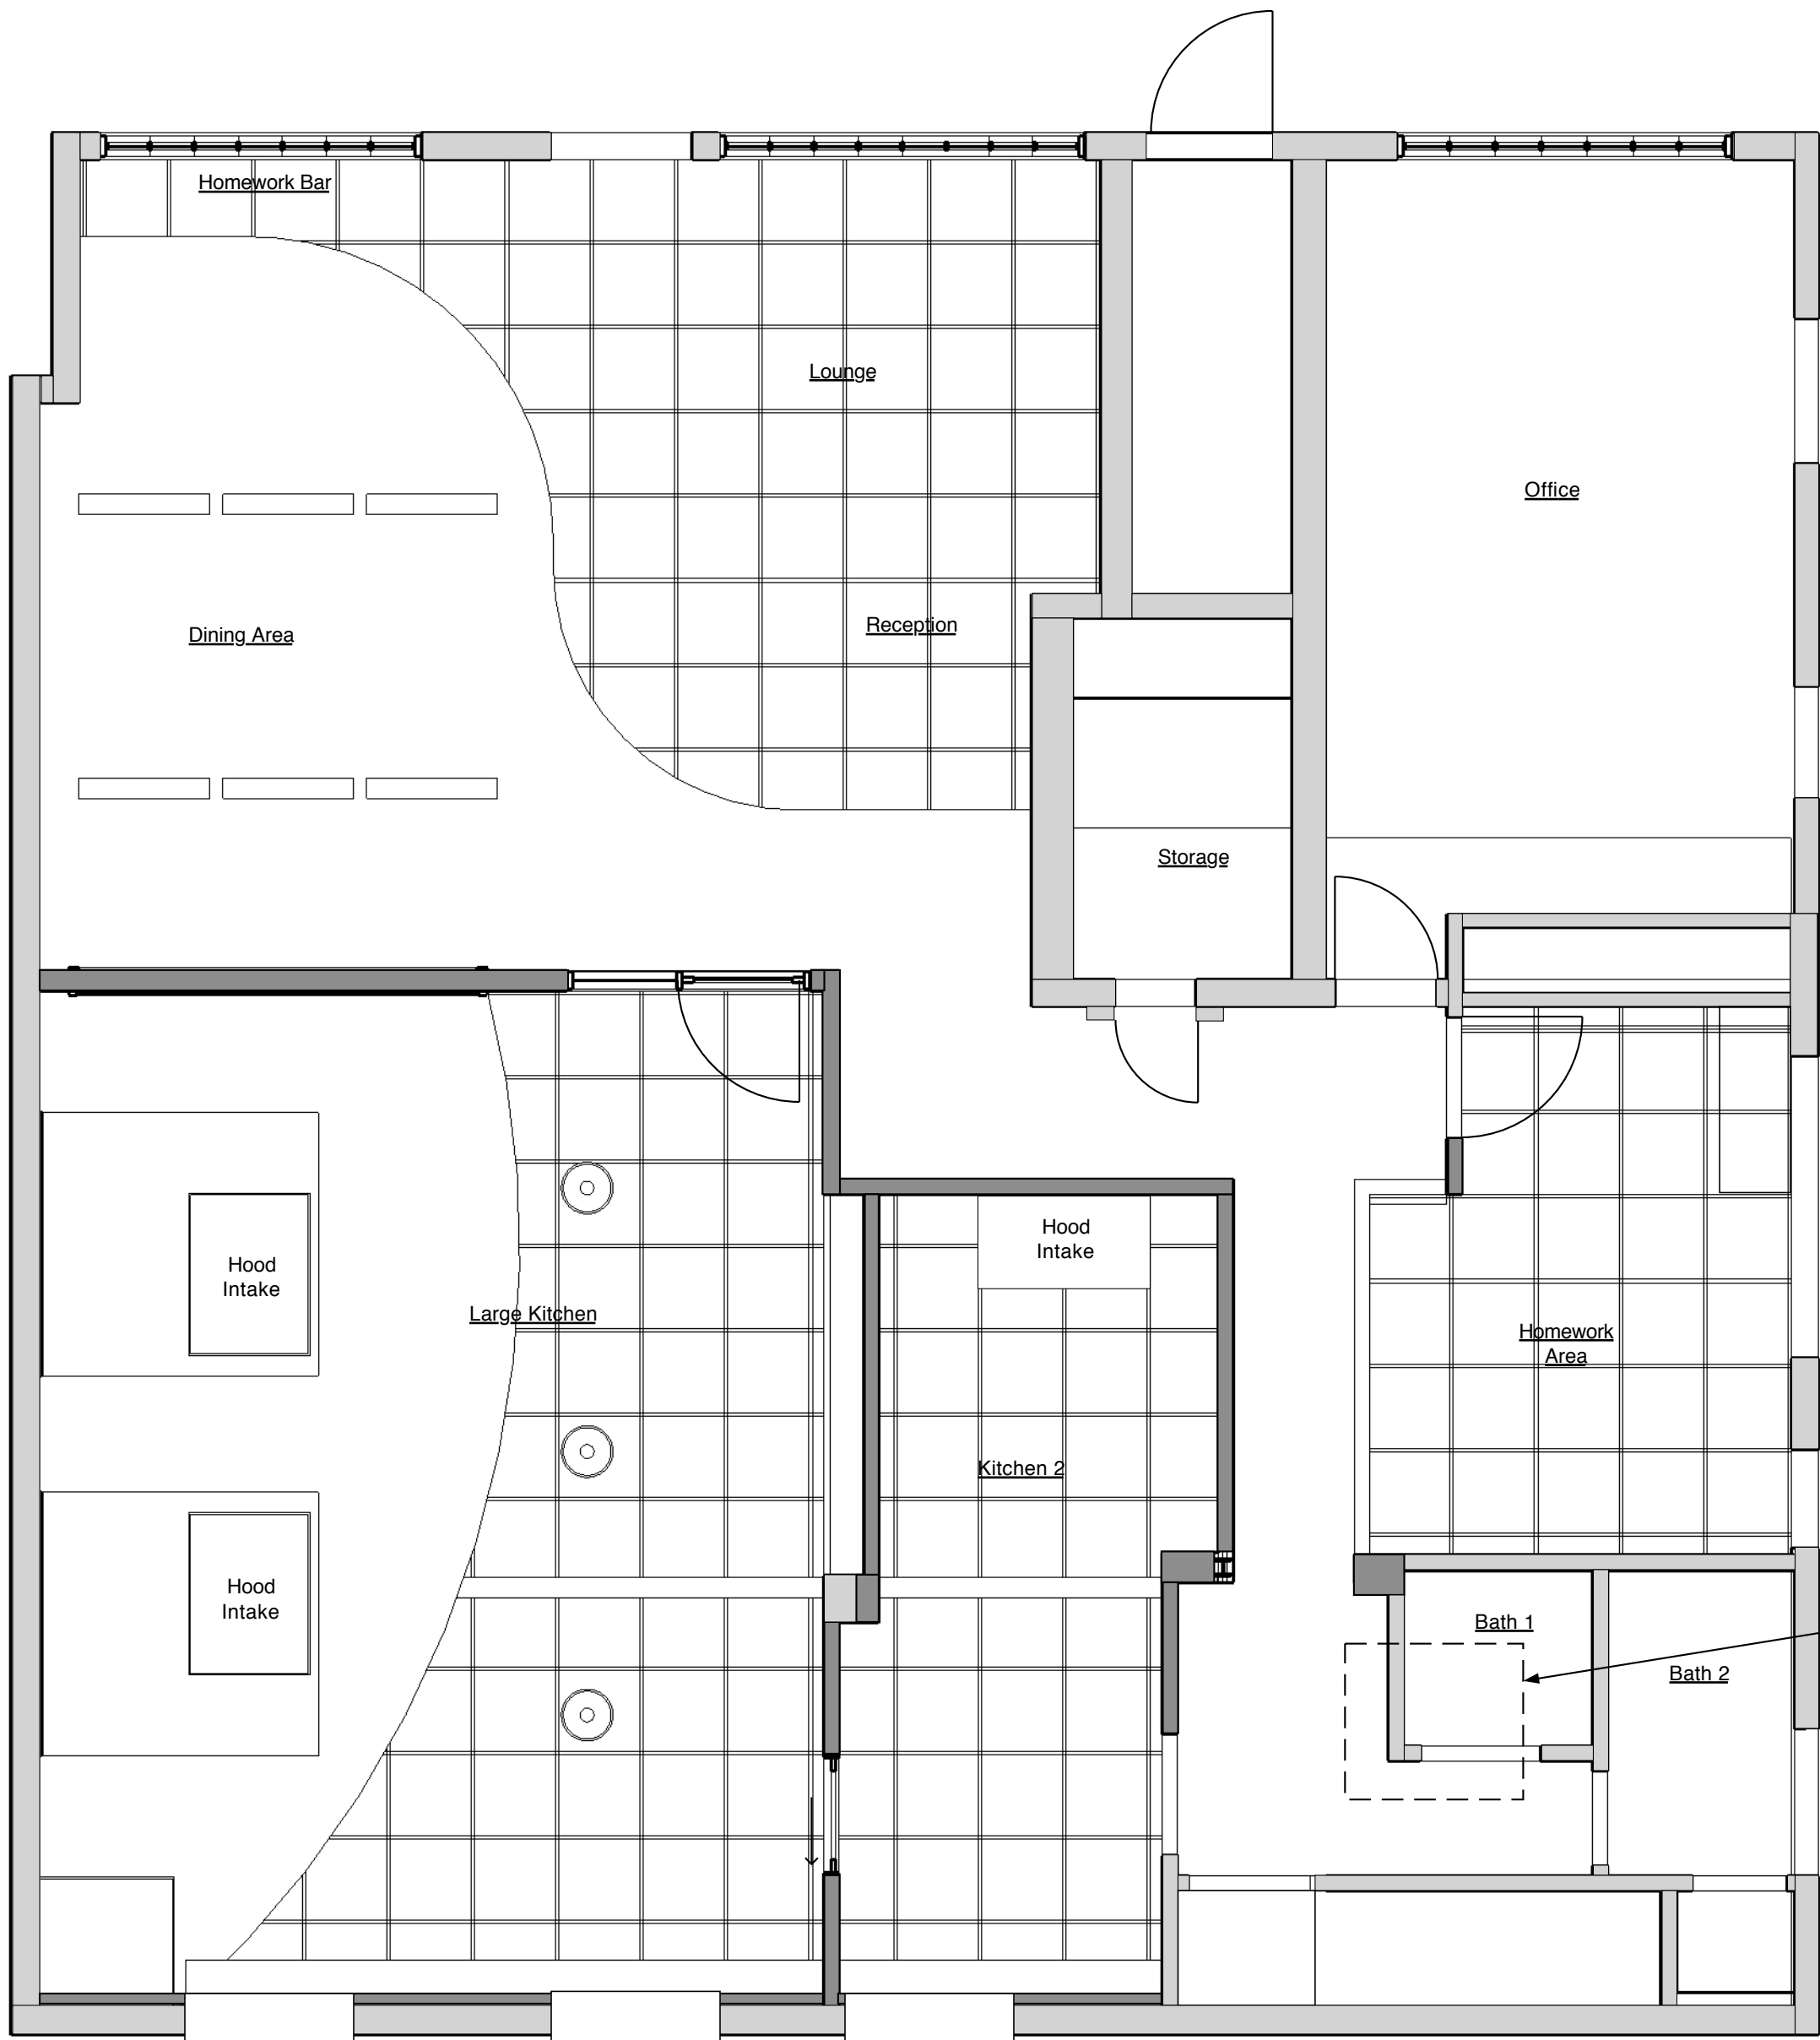 Homework Bar
Lounge
Office
Reception
Dining Area
Storage
Hood
Intake
Hood
Intake
Large Kitchen
Homework
Area
Kitchen 2
Hood
Intake
Bath 1
Bath 2